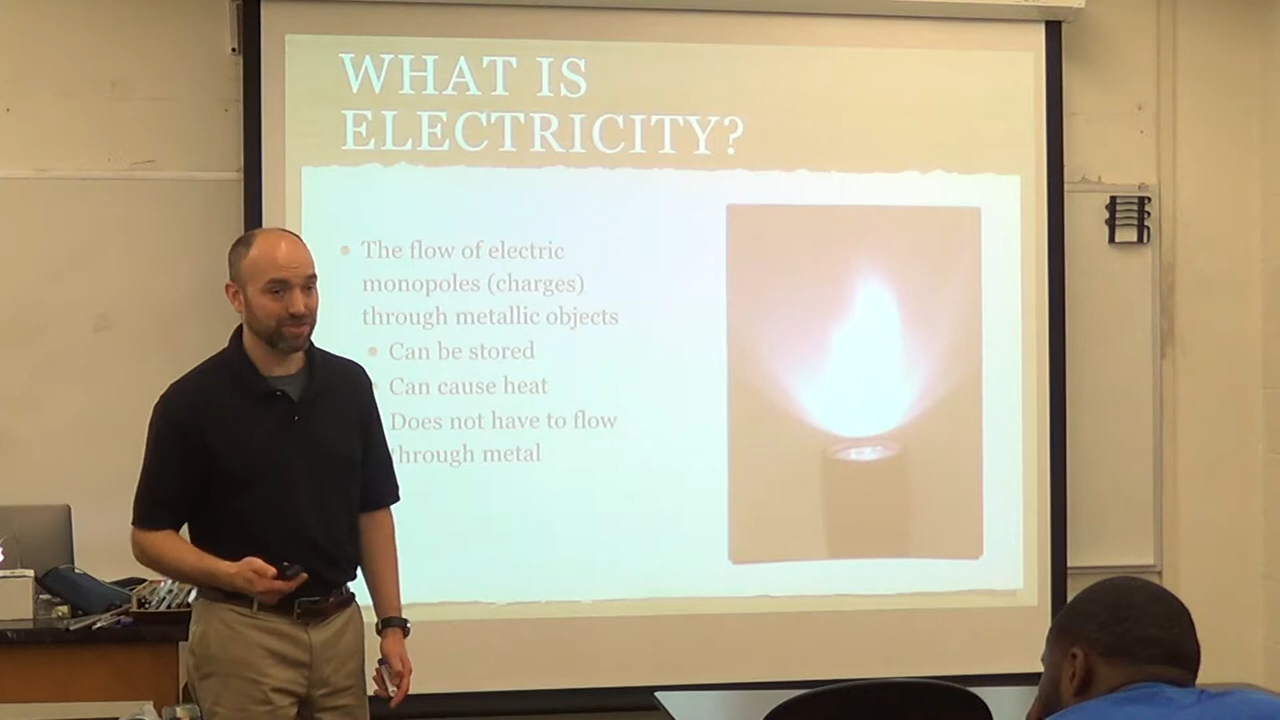 WHAT IS
ELECTRICITY?
The flow of electric
monopoles (charges)
through metallic objects
Can be stored
Can cause heat
Does not have to flow
through metal